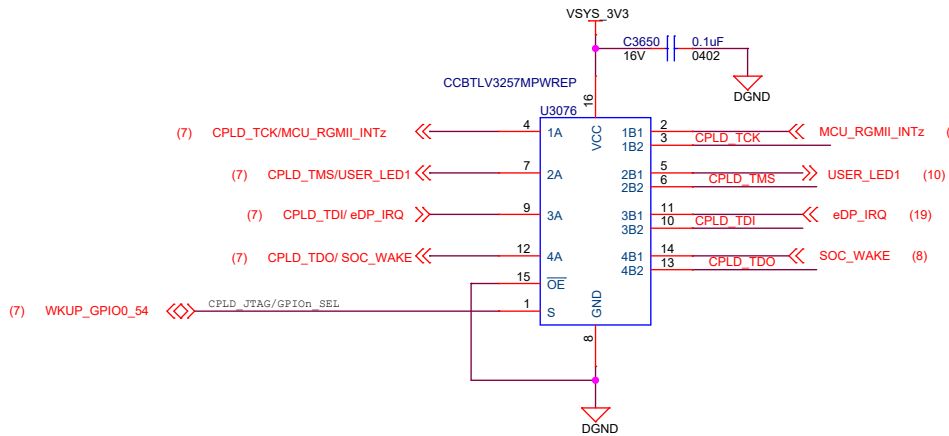 VSYS_3V3
C3650 0.1uF
16V 0402
DGND
CCBTLV3257MPWREP
U3076
16
VCC
(7) CPLD_TCK/MCU_RGMII_INTz 4 1A 1B1 2 MCU_RGMII_INTz (
1B2 3 CPLD_TCK
(7) CPLD_TMS/USER_LED1 7 2A 2B1 5 USER_LED1 (10)
2B2 6 CPLD_TMS
(7) CPLD_TDI/ eDP_IRQ 9 3A 3B1 11 eDP_IRQ (19)
3B2 10 CPLD_TDI
(7) CPLD_TDO/ SOC_WAKE 12 4A 4B1 14 SOC_WAKE (8)
4B2 13 CPLD_TDO
15 OE
(7) WKUP_GPIO0_54 CPLD_JTAG/GPIOn_SEL 1 S
GND
8
DGND